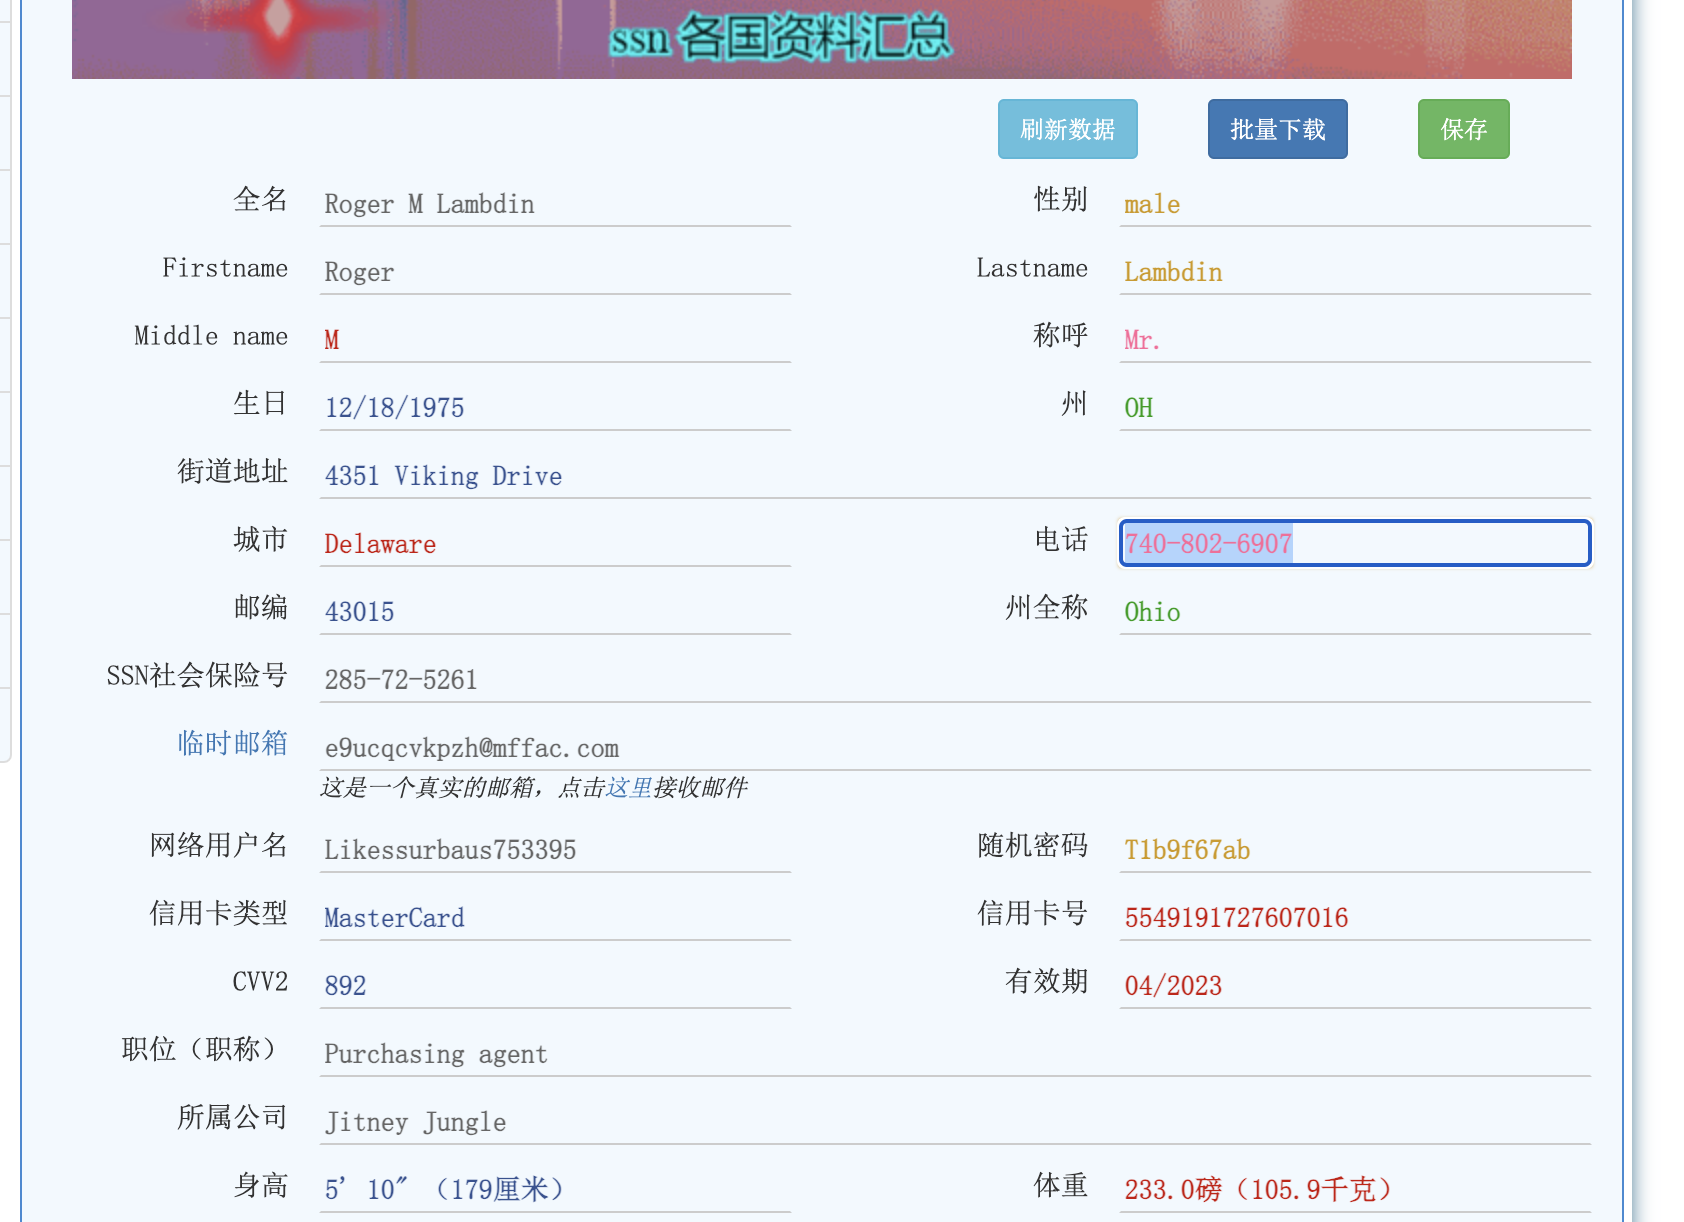 ssn 各国资料汇总
刷新数据 批量下载 保存
全名 Roger M Lambdin 性别 male
Firstname Roger Lastname Lambdin
Middle name M 称呼 Mr.
生日 12/18/1975 州 OH
街道地址 4351 Viking Drive
城市 Delaware 电话 740-802-6907
邮编 43015 州全称 Ohio
SSN社会保险号 285-72-5261
临时邮箱 e9ucqcvkpzh@mffac.com
这是一个真实的邮箱，点击这里接收邮件
网络用户名 Likessurbaus753395 随机密码 T1b9f67ab
信用卡类型 MasterCard 信用卡号 5549191727607016
CVV2 892 有效期 04/2023
职位（职称） Purchasing agent
所属公司 Jitney Jungle
身高 5' 10" （179厘米） 体重 233.0磅（105.9千克）